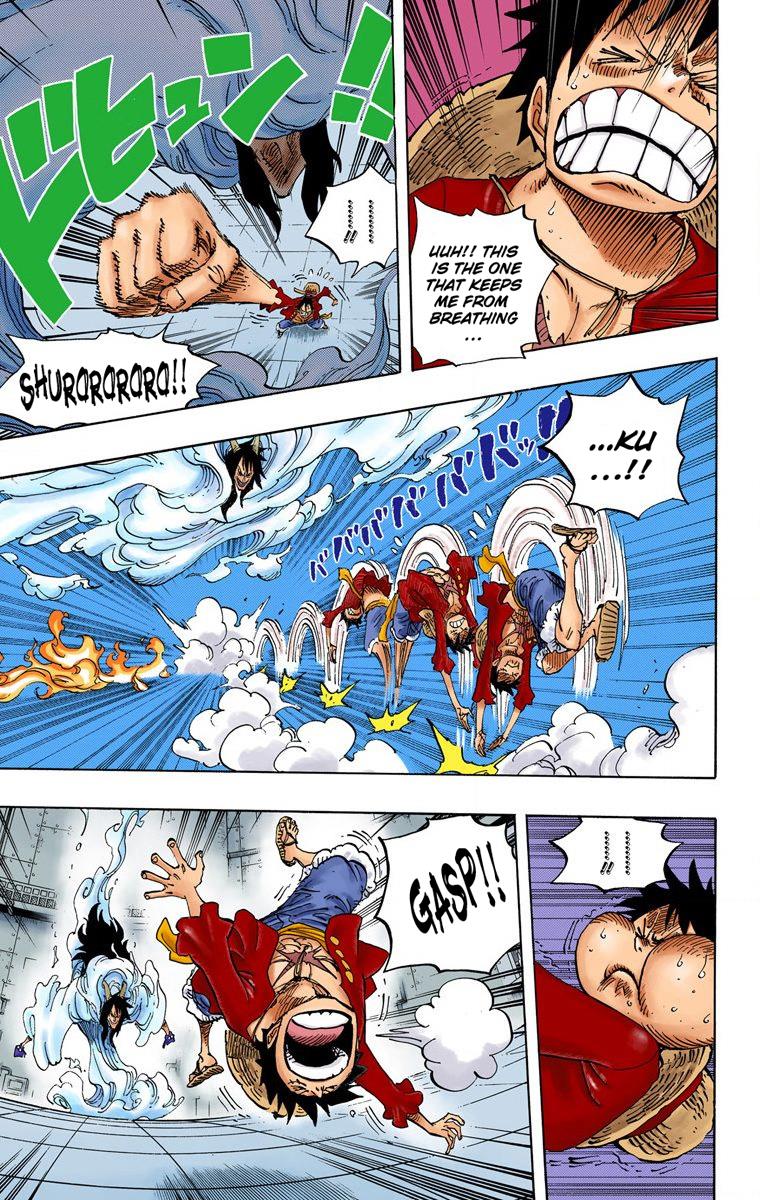 UUH!! THIS
IS THE ONE
THAT KEEPS
ME FROM
BREATHING
...
ドヒュン!!
!!
SHURORORORO!!
...KU
...!!
バババババババッ!!
!!
GASP!!